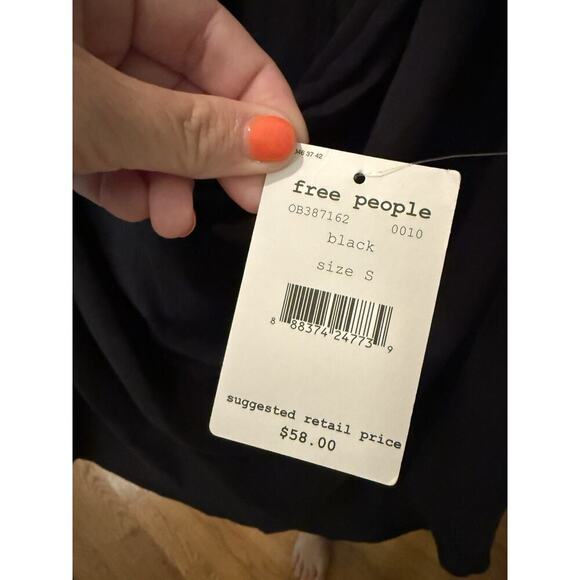 free people
OB387162 0010
black
size S
8 88374 24773 9
suggested retail price
$58.00